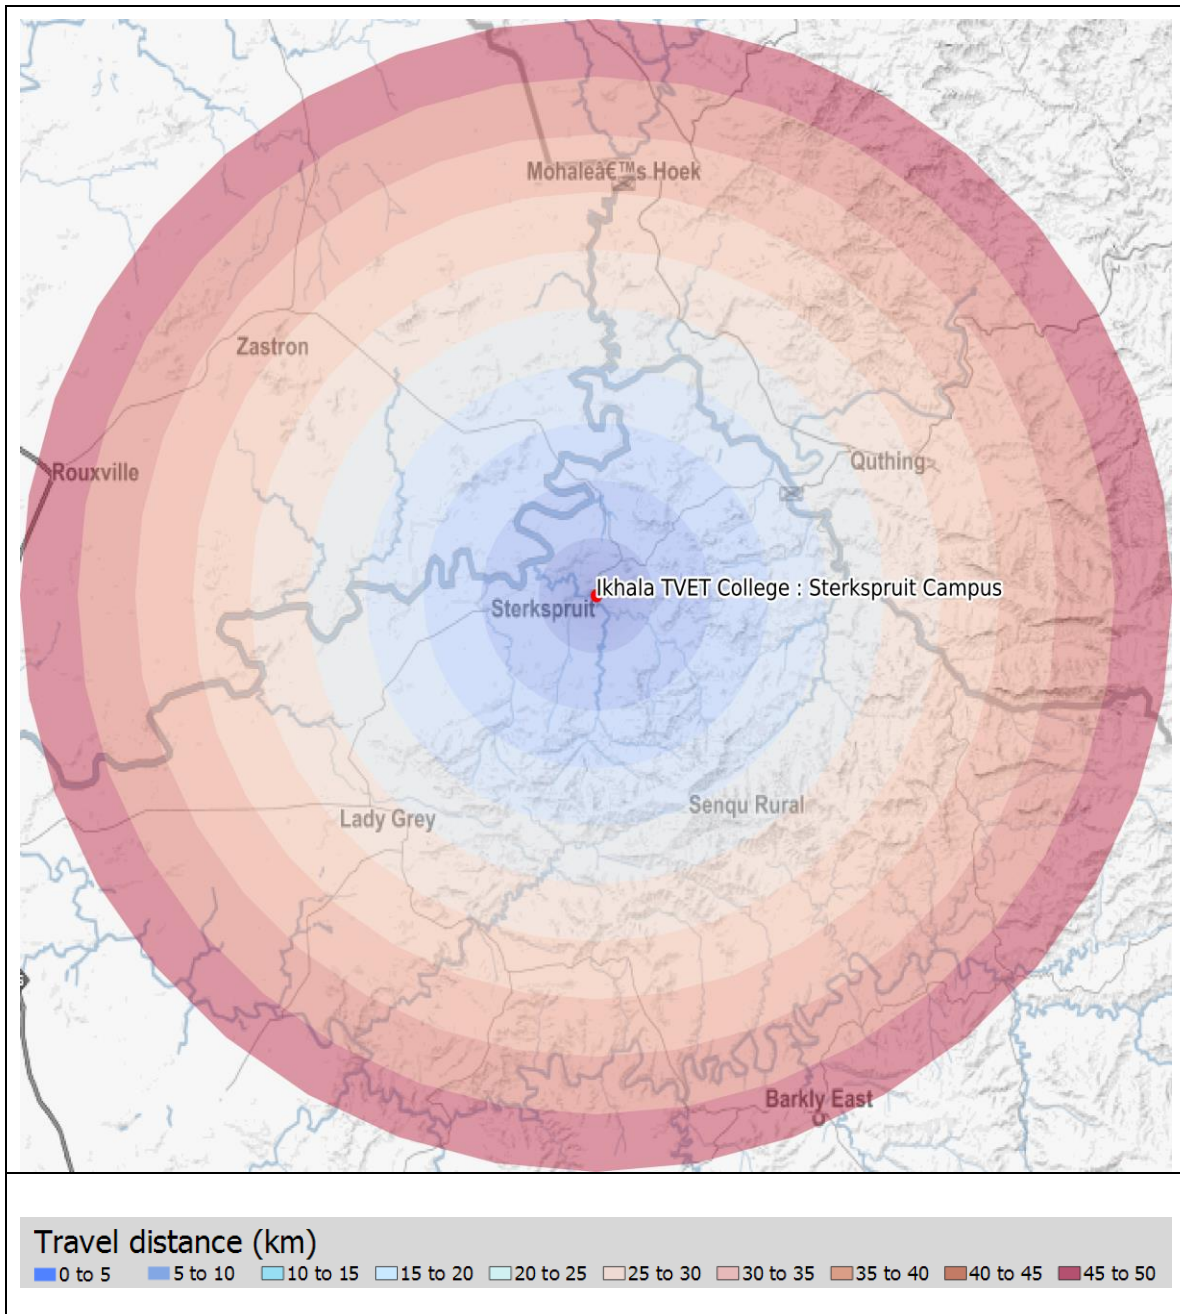 Mohaleâ€™s Hoek
Zastron
Rouxville
Quthing
Ikhala TVET College : Sterkspruit Campus
Sterkspruit
Senqu Rural
Lady Grey
Barkly East
Travel distance (km)
0 to 5 5 to 10 10 to 15 15 to 20 20 to 25 25 to 30 30 to 35 35 to 40 40 to 45 45 to 50